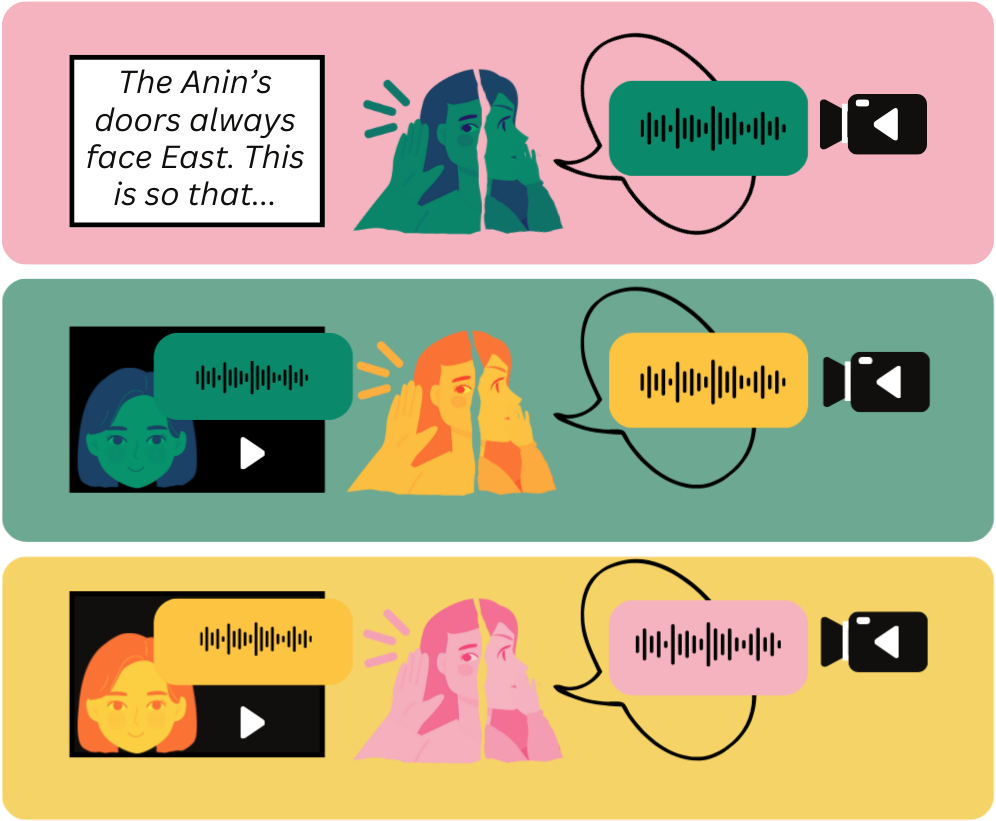 The Anin’s
doors always
face East. This
is so that...